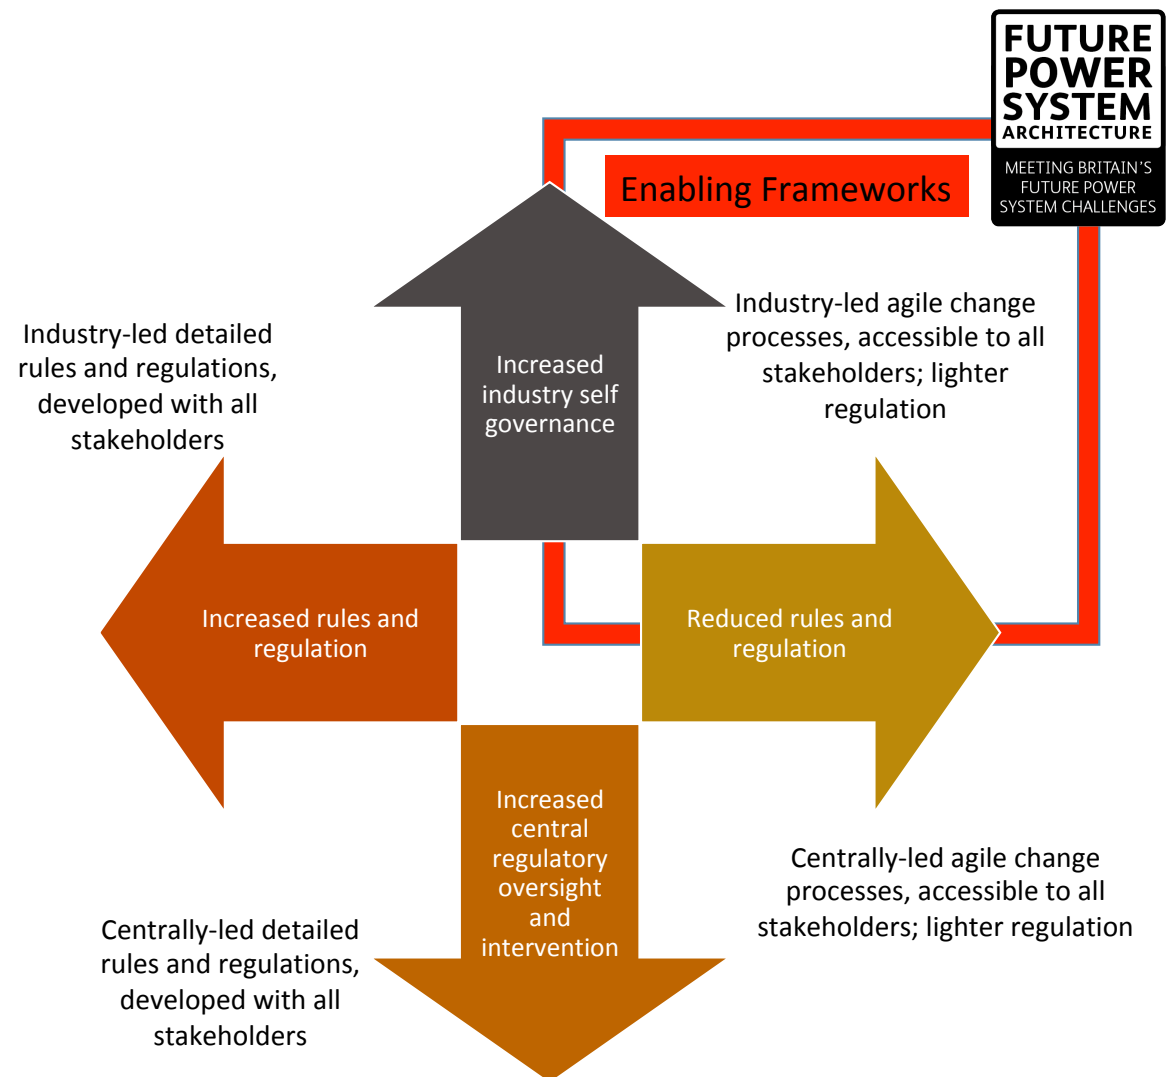 FUTURE
POWER
SYSTEM
ARCHITECTURE
MEETING BRITAIN'S
FUTURE POWER
SYSTEM CHALLENGES
Enabling Frameworks
Industry-led detailed
rules and regulations,
developed with all
stakeholders
Increased
industry self
governance
Industry-led agile change
processes, accessible to all
stakeholders; lighter
regulation
Increased rules and
regulation
Reduced rules and
regulation
Increased
central
regulatory
oversight
and
intervention
Centrally-led detailed
rules and regulations,
developed with all
stakeholders
Centrally-led agile change
processes, accessible to all
stakeholders; lighter regulation